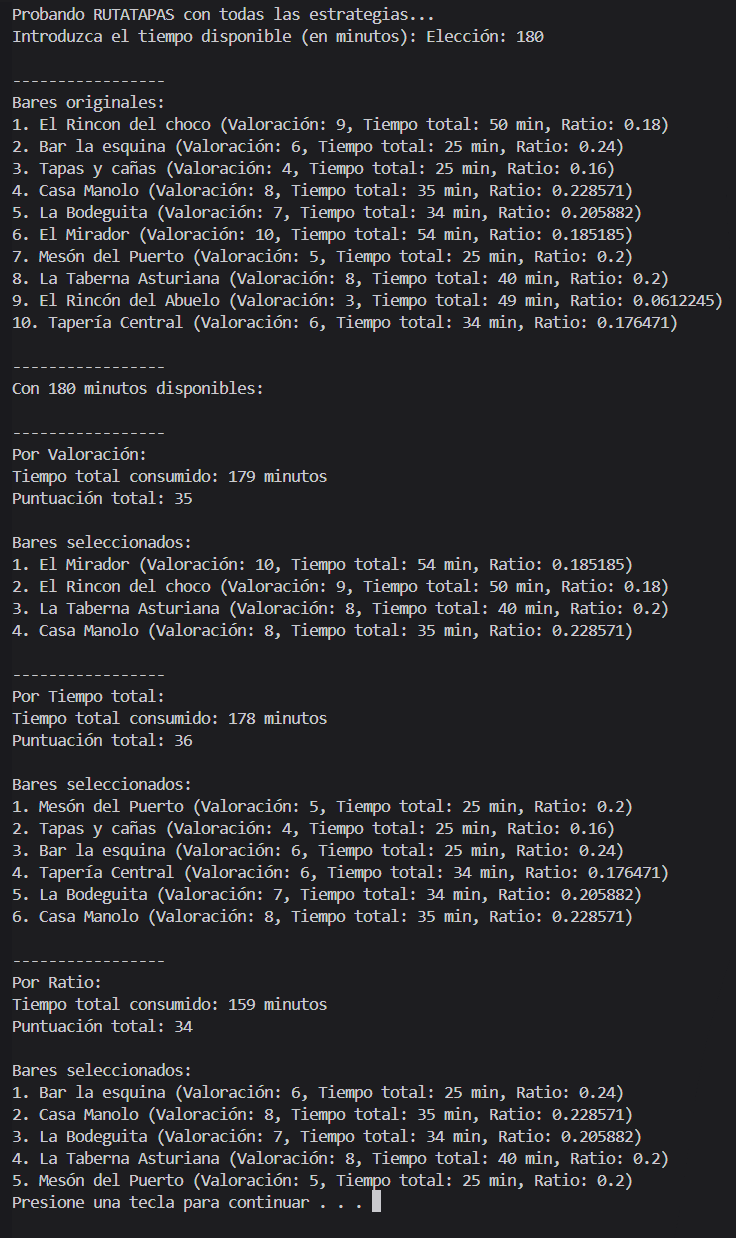 Probando RUTATAPAS con todas las estrategias...
Introduzca el tiempo disponible (en minutos): Elección: 180
-----------------
Bares originales:
1. El Rincon del choco (Valoración: 9, Tiempo total: 50 min, Ratio: 0.18)
2. Bar la esquina (Valoración: 6, Tiempo total: 25 min, Ratio: 0.24)
3. Tapas y cañas (Valoración: 4, Tiempo total: 25 min, Ratio: 0.16)
4. Casa Manolo (Valoración: 8, Tiempo total: 35 min, Ratio: 0.228571)
5. La Bodeguita (Valoración: 7, Tiempo total: 34 min, Ratio: 0.205882)
6. El Mirador (Valoración: 10, Tiempo total: 54 min, Ratio: 0.185185)
7. Mesón del Puerto (Valoración: 5, Tiempo total: 25 min, Ratio: 0.2)
8. La Taberna Asturiana (Valoración: 8, Tiempo total: 40 min, Ratio: 0.2)
9. El Rincón del Abuelo (Valoración: 3, Tiempo total: 49 min, Ratio: 0.0612245)
10. Tapería Central (Valoración: 6, Tiempo total: 34 min, Ratio: 0.176471)
-----------------
Con 180 minutos disponibles:
-----------------
Por Valoración:
Tiempo total consumido: 179 minutos
Puntuación total: 35
Bares seleccionados:
1. El Mirador (Valoración: 10, Tiempo total: 54 min, Ratio: 0.185185)
2. El Rincon del choco (Valoración: 9, Tiempo total: 50 min, Ratio: 0.18)
3. La Taberna Asturiana (Valoración: 8, Tiempo total: 40 min, Ratio: 0.2)
4. Casa Manolo (Valoración: 8, Tiempo total: 35 min, Ratio: 0.228571)
-----------------
Por Tiempo total:
Tiempo total consumido: 178 minutos
Puntuación total: 36
Bares seleccionados:
1. Mesón del Puerto (Valoración: 5, Tiempo total: 25 min, Ratio: 0.2)
2. Tapas y cañas (Valoración: 4, Tiempo total: 25 min, Ratio: 0.16)
3. Bar la esquina (Valoración: 6, Tiempo total: 25 min, Ratio: 0.24)
4. Tapería Central (Valoración: 6, Tiempo total: 34 min, Ratio: 0.176471)
5. La Bodeguita (Valoración: 7, Tiempo total: 34 min, Ratio: 0.205882)
6. Casa Manolo (Valoración: 8, Tiempo total: 35 min, Ratio: 0.228571)
-----------------
Por Ratio:
Tiempo total consumido: 159 minutos
Puntuación total: 34
Bares seleccionados:
1. Bar la esquina (Valoración: 6, Tiempo total: 25 min, Ratio: 0.24)
2. Casa Manolo (Valoración: 8, Tiempo total: 35 min, Ratio: 0.228571)
3. La Bodeguita (Valoración: 7, Tiempo total: 34 min, Ratio: 0.205882)
4. La Taberna Asturiana (Valoración: 8, Tiempo total: 40 min, Ratio: 0.2)
5. Mesón del Puerto (Valoración: 5, Tiempo total: 25 min, Ratio: 0.2)
Presione una tecla para continuar . . .